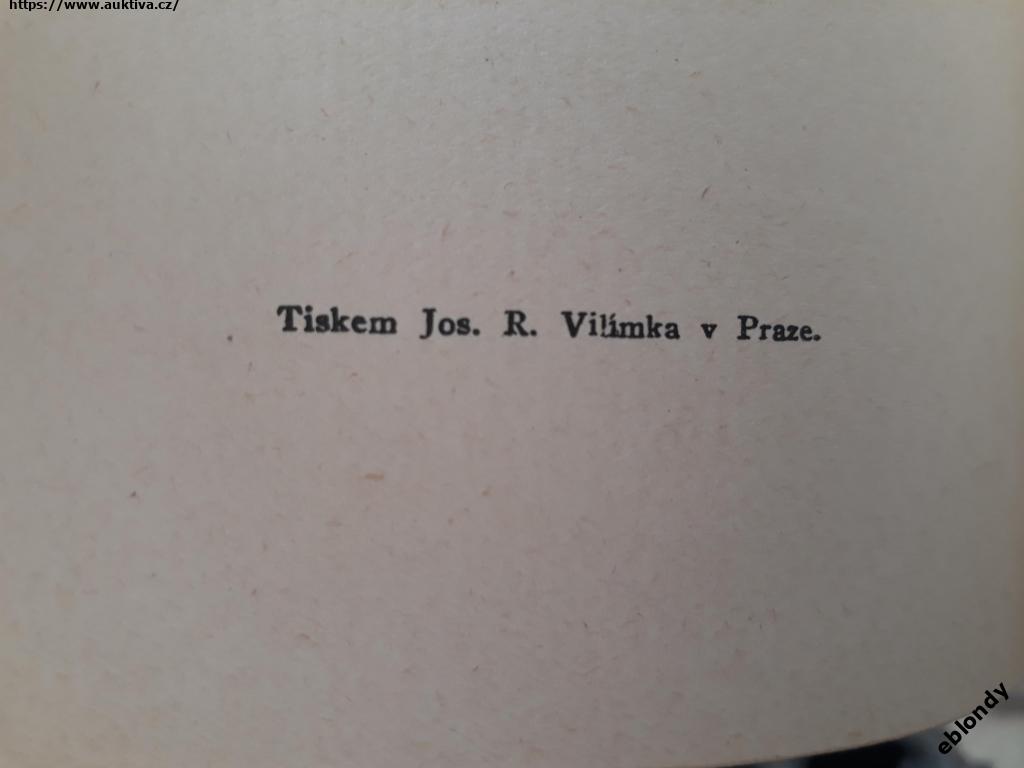 https://www.auktiva.cz/
Tiskem Jos. R. Vilímka v Praze.
eblondy